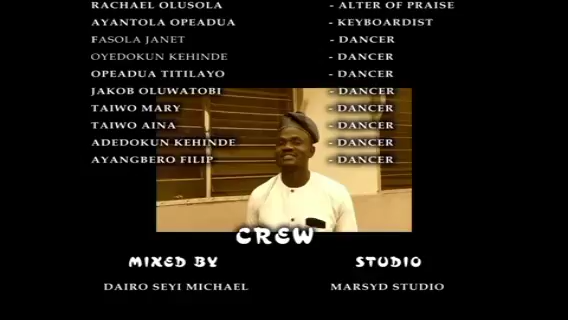 RACHAEL OLUSOLA - ALTER OF PRAISE
AYANTOLA OPEADUA - KEYBOARDIST
FASOLA JANET - DANCER
OYEDOKUN KEHINDE - DANCER
OPEADUA TITILAYO - DANCER
JAKOB OLUWATOBI - DANCER
TAIWO MARY - DANCER
TAIWO AINA - DANCER
ADEDOKUN KEHINDE - DANCER
AYANGBERO FILIP - DANCER
CREW
MIXED BY STUDIO
DAIRO SEYI MICHAEL MARSYD STUDIO